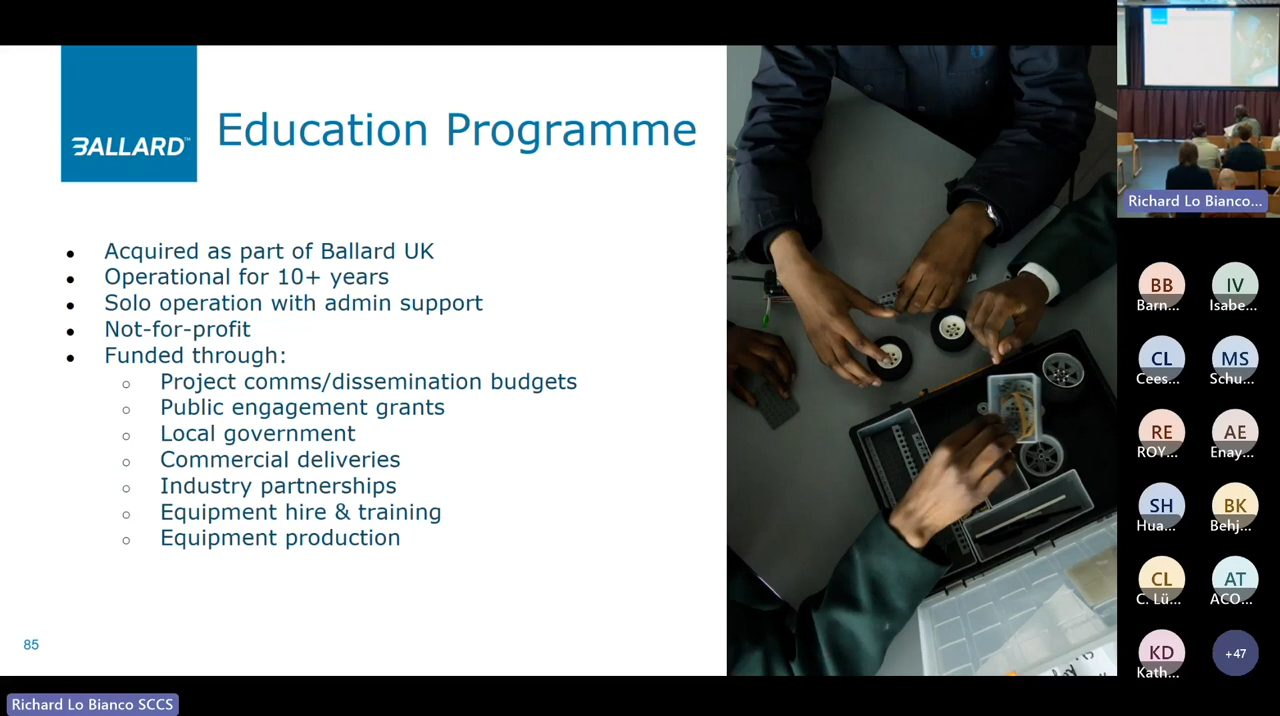 BALLARD™
Education Programme
Acquired as part of Ballard UK
Operational for 10+ years
Solo operation with admin support
Not-for-profit
Funded through:
Project comms/dissemination budgets
Public engagement grants
Local government
Commercial deliveries
Industry partnerships
Equipment hire & training
Equipment production
85
Richard Lo Bianco SCCS
Richard Lo Bianco...
BB
Barn...
IV
Isabe...
CL
Cees...
MS
Schu...
RE
ROY...
AE
Enay...
SH
Hua...
BK
Behj...
CL
C. Lü...
AT
ACO...
KD
Kath...
+47